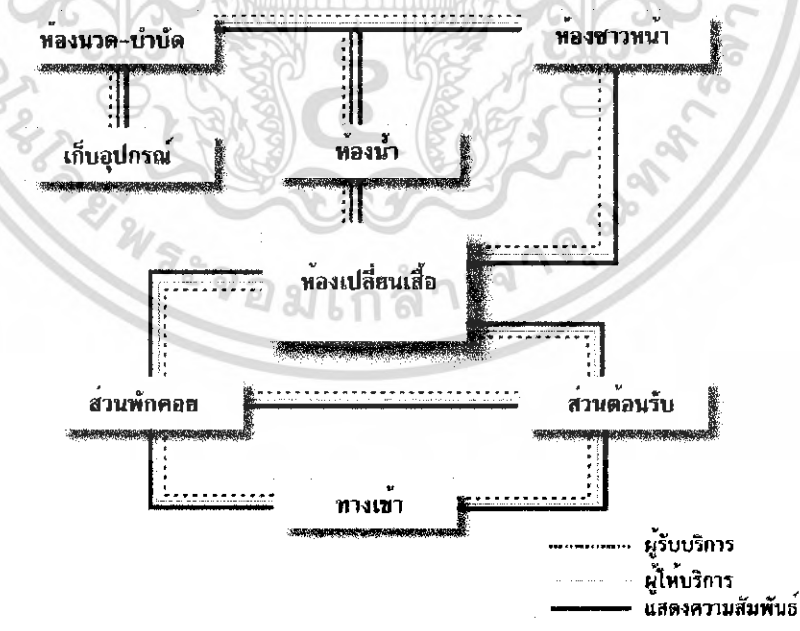 ห้องนวด-บำบัด
ห้องซาวหน้า
เก็บอุปกรณ์
ห้องน้ำ
ห้องเปลี่ยนเสื้อ
ส่วนพักคอย
ส่วนต้อนรับ
ทางเข้า
ผู้รับบริการ
ผู้ให้บริการ
แสดงความสัมพันธ์